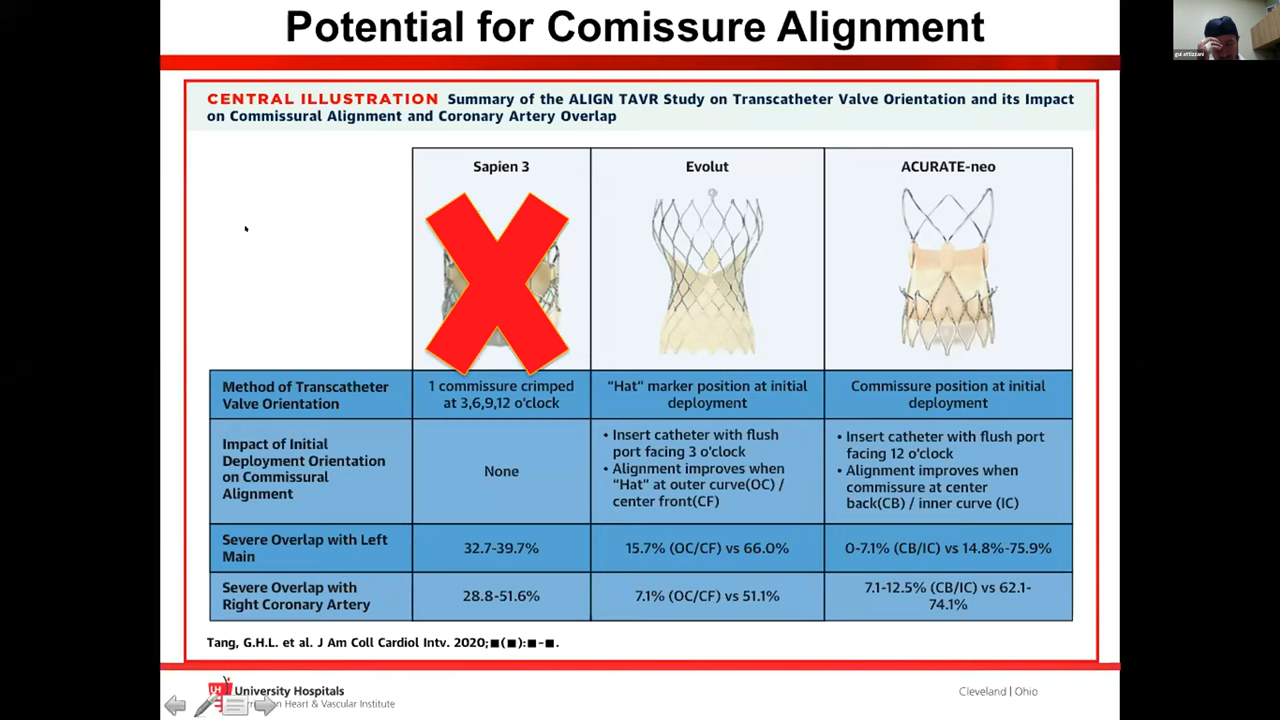 Potential for Comissure Alignment
gui attizzani
CENTRAL ILLUSTRATION Summary of the ALIGN TAVR Study on Transcatheter Valve Orientation and its Impact
on Commissural Alignment and Coronary Artery Overlap
Sapien 3
Evolut
ACURATE-neo
Method of Transcatheter
Valve Orientation
1 commissure crimped
at 3,6,9,12 o'clock
"Hat" marker position at initial
deployment
Commissure position at initial
deployment
Impact of Initial
Deployment Orientation
on Commissural
Alignment
None
• Insert catheter with flush
port facing 3 o'clock
• Alignment improves when
"Hat" at outer curve(OC) /
center front(CF)
• Insert catheter with flush port
facing 12 o'clock
• Alignment improves when
commissure at center
back(CB) / inner curve (IC)
Severe Overlap with Left
Main
32.7-39.7%
15.7% (OC/CF) vs 66.0%
0-7.1% (CB/IC) vs 14.8%-75.9%
Severe Overlap with
Right Coronary Artery
28.8-51.6%
7.1% (OC/CF) vs 51.1%
7.1-12.5% (CB/IC) vs 62.1-
74.1%
Tang, G.H.L. et al. J Am Coll Cardiol Intv. 2020;■(■):■-■.
UH University Hospitals
Heart & Vascular Institute
Cleveland | Ohio